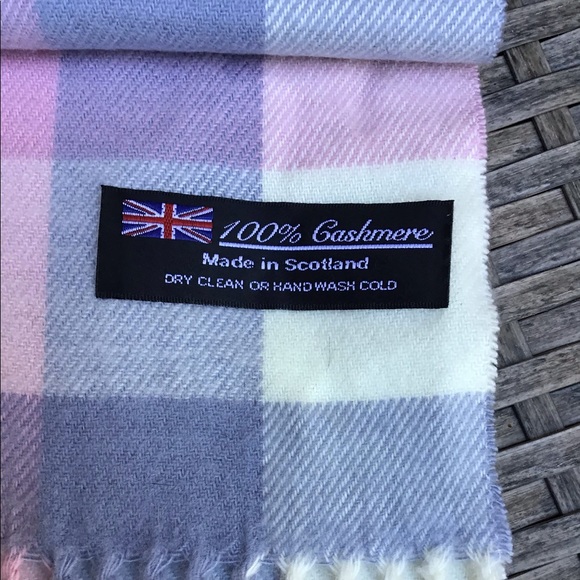 100% Cashmere
Made in Scotland
DRY CLEAN OR HAND WASH COLD